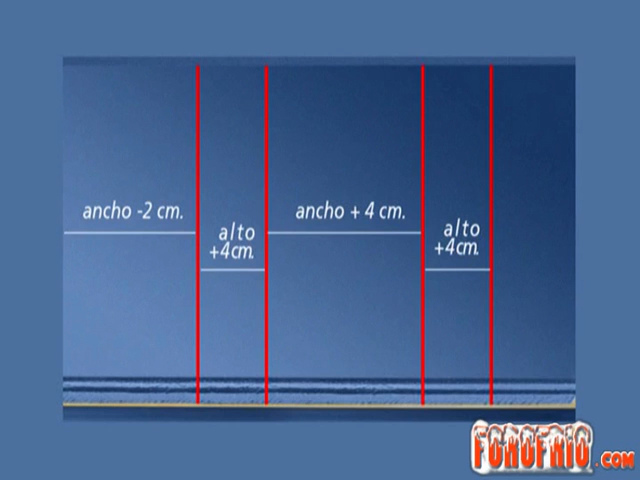 ancho -2 cm.
alto
+4cm.
ancho + 4 cm.
alto
+4cm.
FOROFRIO.COM